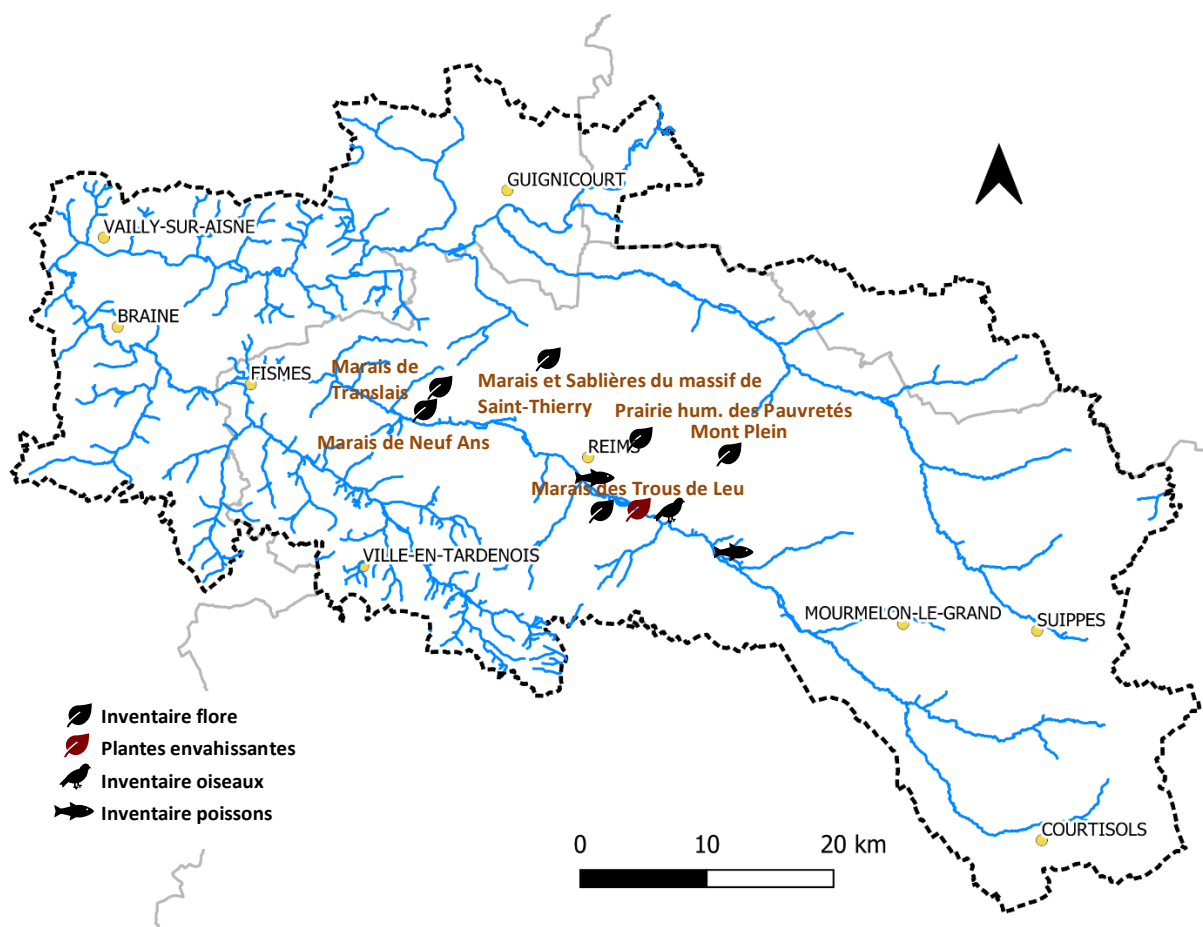 GUIGNICOURT
VAILLY-SUR-AISNE
BRAINE
FISMES
Marais de
Translais
Marais et Sablières du massif de
Saint-Thierry
Prairie hum. des Pauvretés
Mont Plein
Marais de Neuf Ans
REIMS
Marais des Trous de Leu
VILLE-EN-TARDENOIS
MOURMELON-LE-GRAND
SUIPPES
Inventaire flore
Plantes envahissantes
Inventaire oiseaux
Inventaire poissons
COURTISOLS
0 10 20 km